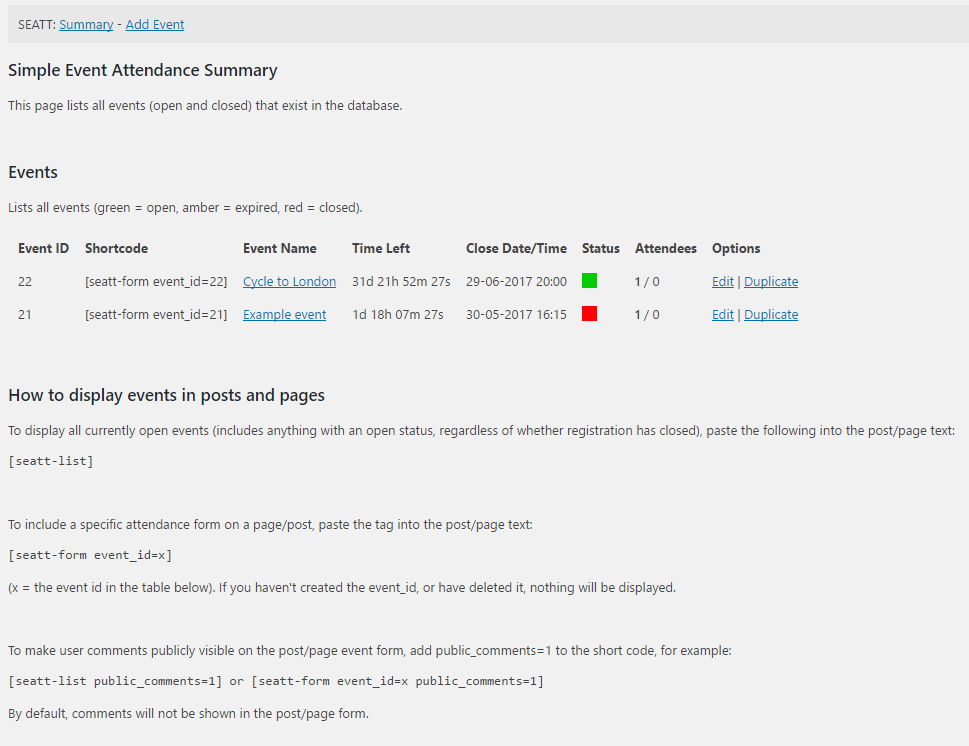 SEATT: Summary - Add Event
Simple Event Attendance Summary
This page lists all events (open and closed) that exist in the database.
Events
Lists all events (green = open, amber = expired, red = closed).
Event ID Shortcode Event Name Time Left Close Date/Time Status Attendees Options
22 [seatt-form event_id=22] Cycle to London 31d 21h 52m 27s 29-06-2017 20:00 1 / 0 Edit | Duplicate
21 [seatt-form event_id=21] Example event 1d 18h 07m 27s 30-05-2017 16:15 1 / 0 Edit | Duplicate
How to display events in posts and pages
To display all currently open events (includes anything with an open status, regardless of whether registration has closed), paste the following into the post/page text:
[seatt-list]
To include a specific attendance form on a page/post, paste the tag into the post/page text:
[seatt-form event_id=x]
(x = the event id in the table below). If you haven't created the event_id, or have deleted it, nothing will be displayed.
To make user comments publicly visible on the post/page event form, add public_comments=1 to the short code, for example:
[seatt-list public_comments=1] or [seatt-form event_id=x public_comments=1]
By default, comments will not be shown in the post/page form.